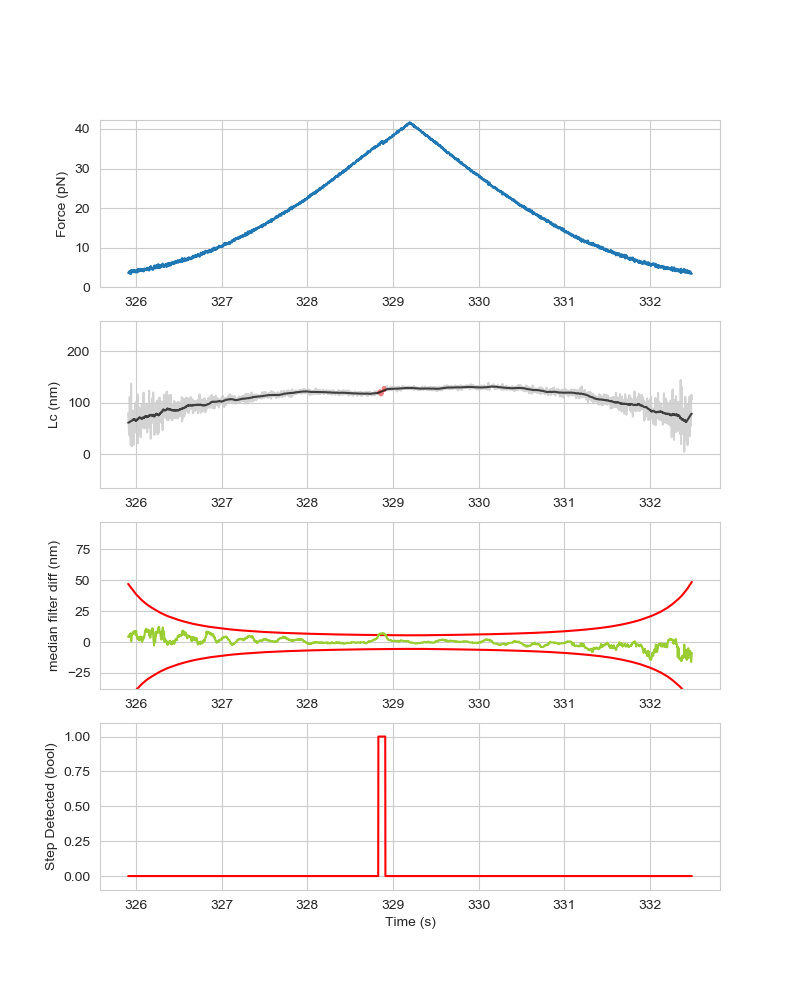 40
30
20
10
0
Force (pN)
326 327 328 329 330 331 332
200
100
0
Lc (nm)
326 327 328 329 330 331 332
75
50
25
0
−25
median filter diff (nm)
326 327 328 329 330 331 332
1.00
0.75
0.50
0.25
0.00
Step Detected (bool)
326 327 328 329 330 331 332
Time (s)